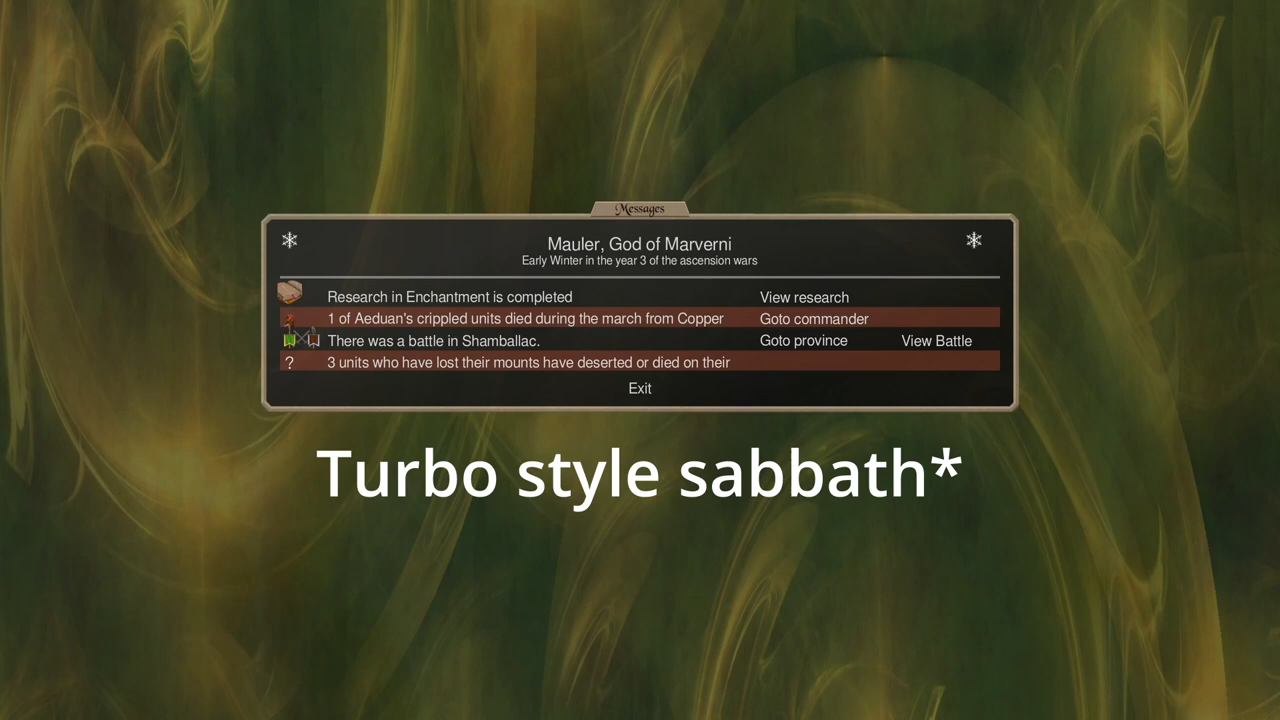 Messages
Mauler, God of Marverni
Early Winter in the year 3 of the ascension wars
Research in Enchantment is completed View research
1 of Aeduan's crippled units died during the march from Copper Goto commander
There was a battle in Shamballac. Goto province View Battle
? 3 units who have lost their mounts have deserted or died on their
Exit
Turbo style sabbath*